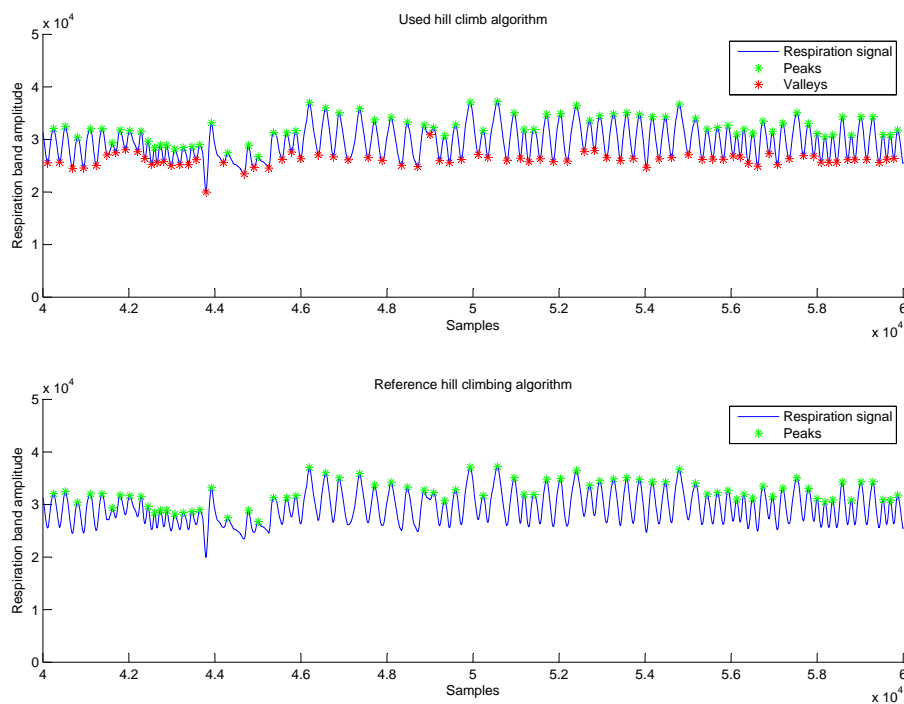 Used hill climb algorithm
x 10^4
5
4
3
2
1
0
Respiration band amplitude
Respiration signal
Peaks
Valleys
4 4.2 4.4 4.6 4.8 5 5.2 5.4 5.6 5.8 6
Samples
x 10^4
Reference hill climbing algorithm
x 10^4
5
4
3
2
1
0
Respiration band amplitude
Respiration signal
Peaks
4 4.2 4.4 4.6 4.8 5 5.2 5.4 5.6 5.8 6
Samples
x 10^4